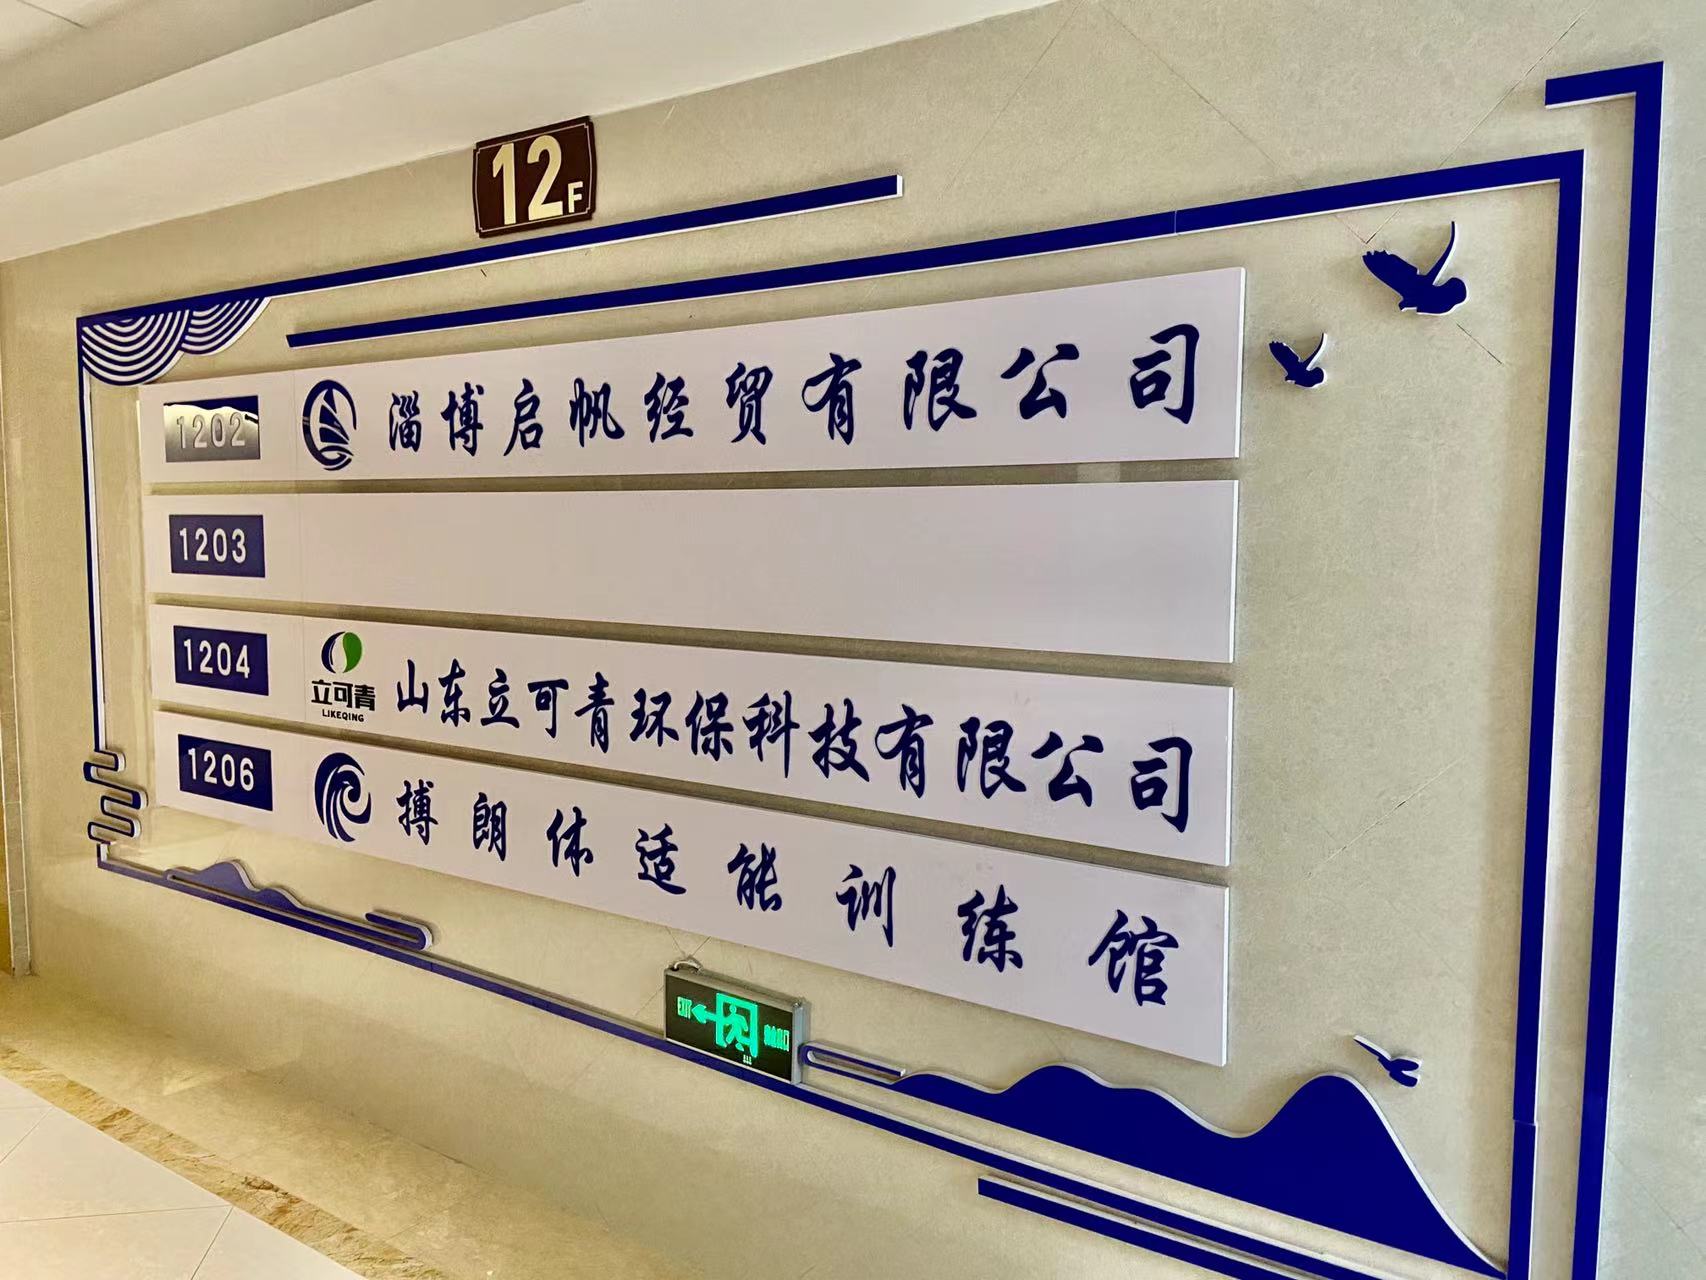 12F
1202 淄博启帆经贸有限公司
1203
1204 立可青 LIKEQING 山东立可青环保科技有限公司
1206 搏朗体适能训练馆
EXIT